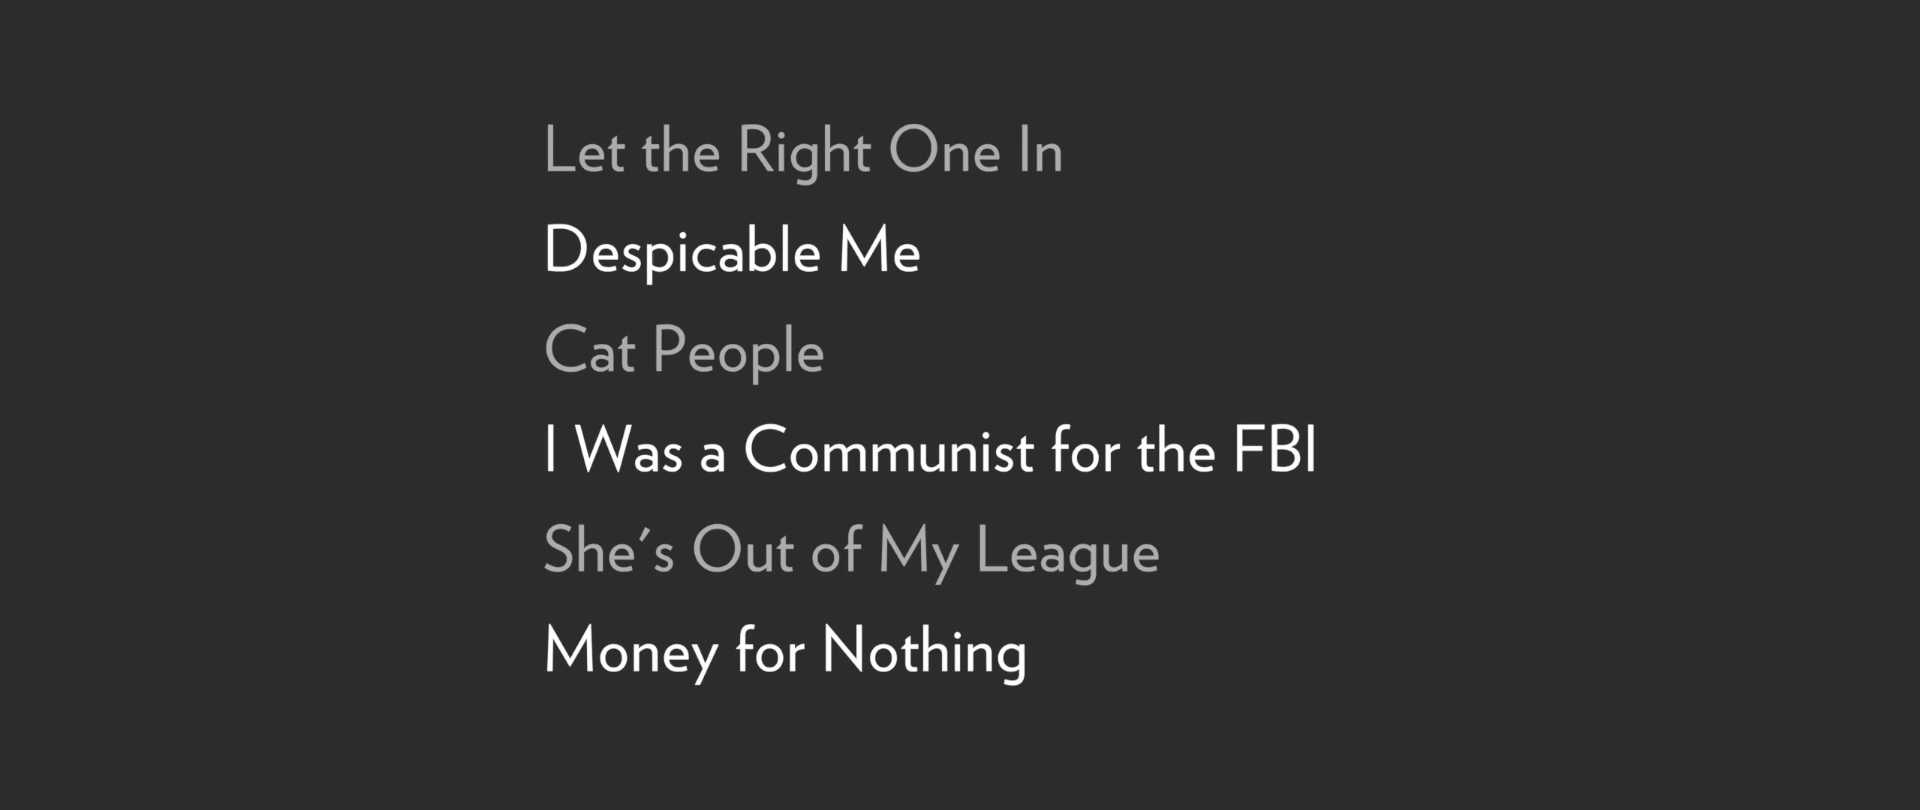 Let the Right One In
Despicable Me
Cat People
I Was a Communist for the FBI
She's Out of My League
Money for Nothing